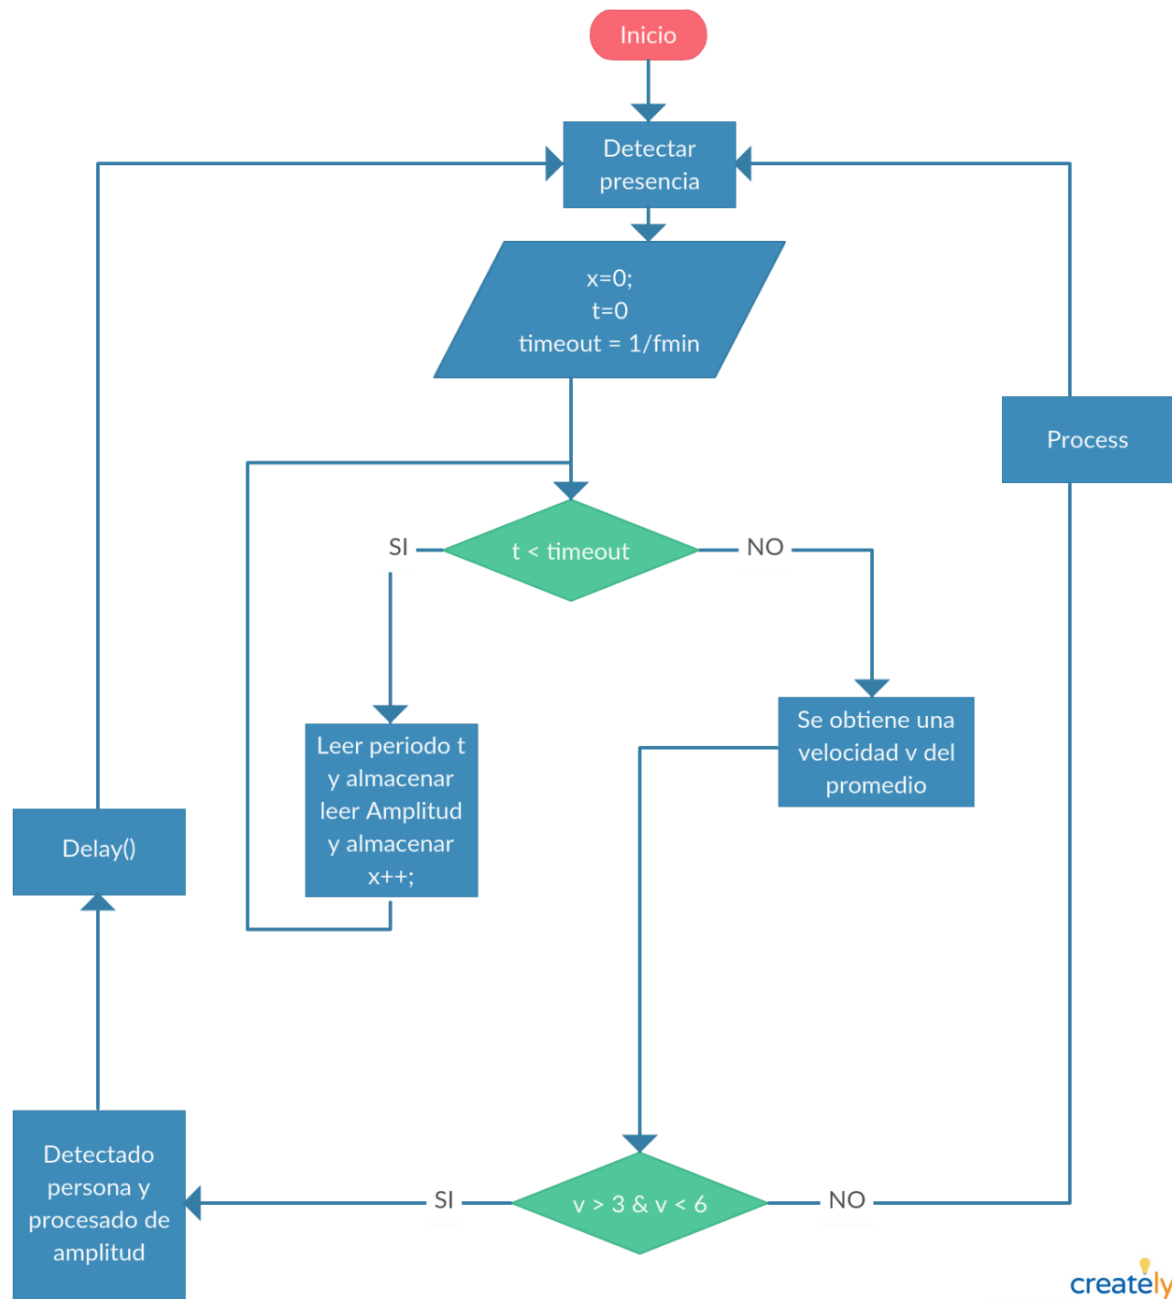 Inicio
Detectar
presencia
x=0;
t=0
timeout = 1/fmin
Process
t < timeout
SI
NO
Se obtiene una
velocidad v del
promedio
Leer periodo t
y almacenar
leer Amplitud
y almacenar
x++;
Delay()
Detectado
persona y
procesado de
amplitud
SI
v > 3 & v < 6
NO
creately